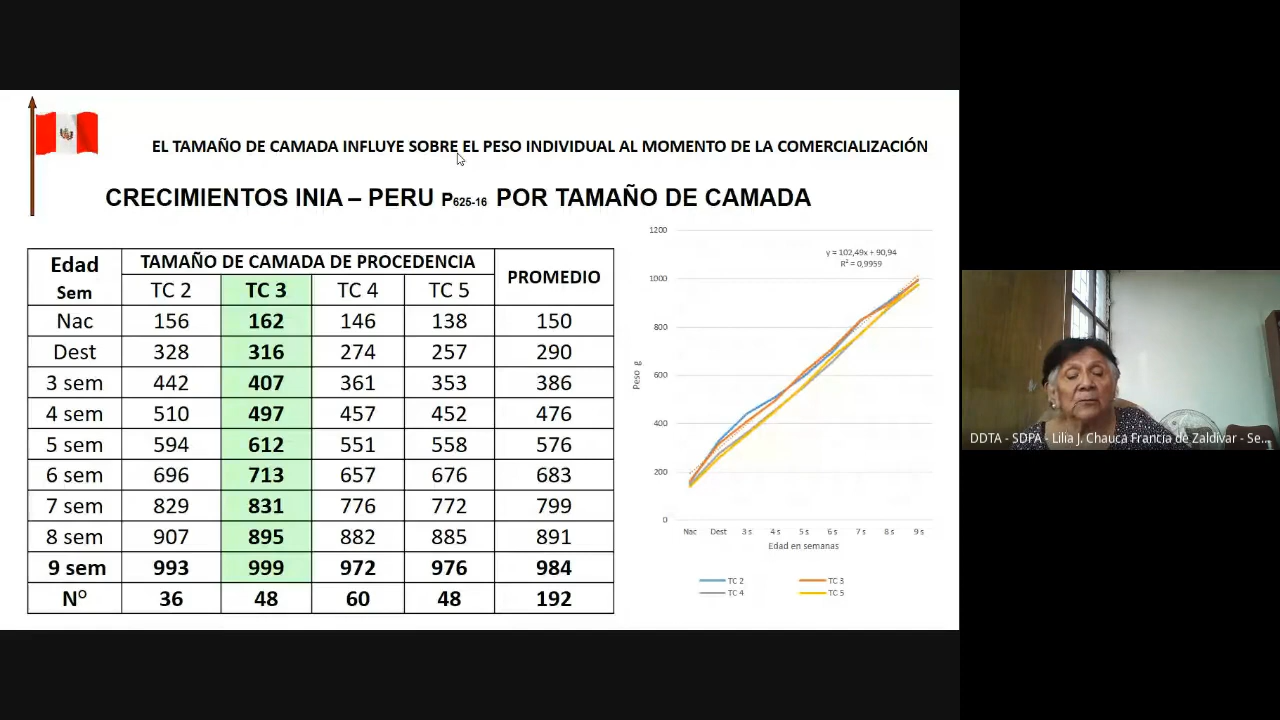 EL TAMAÑO DE CAMADA INFLUYE SOBRE EL PESO INDIVIDUAL AL MOMENTO DE LA COMERCIALIZACIÓN
CRECIMIENTOS INIA – PERU P625-16 POR TAMAÑO DE CAMADA
Edad Sem TAMAÑO DE CAMADA DE PROCEDENCIA PROMEDIO
TC 2 TC 3 TC 4 TC 5
Nac 156 162 146 138 150
Dest 328 316 274 257 290
3 sem 442 407 361 353 386
4 sem 510 497 457 452 476
5 sem 594 612 551 558 576
6 sem 696 713 657 676 683
7 sem 829 831 776 772 799
8 sem 907 895 882 885 891
9 sem 993 999 972 976 984
N° 36 48 60 48 192
1200
1000
800
600
400
200
0
Peso g
y = 102,49x + 90,94
R² = 0,9959
Nac Dest 3 s 4 s 5 s 6 s 7 s 8 s 9 s
Edad en semanas
TC 2 TC 3
TC 4 TC 5
DDTA - SDPA - Lilia J. Chauca Francia de Zaldivar - Se...